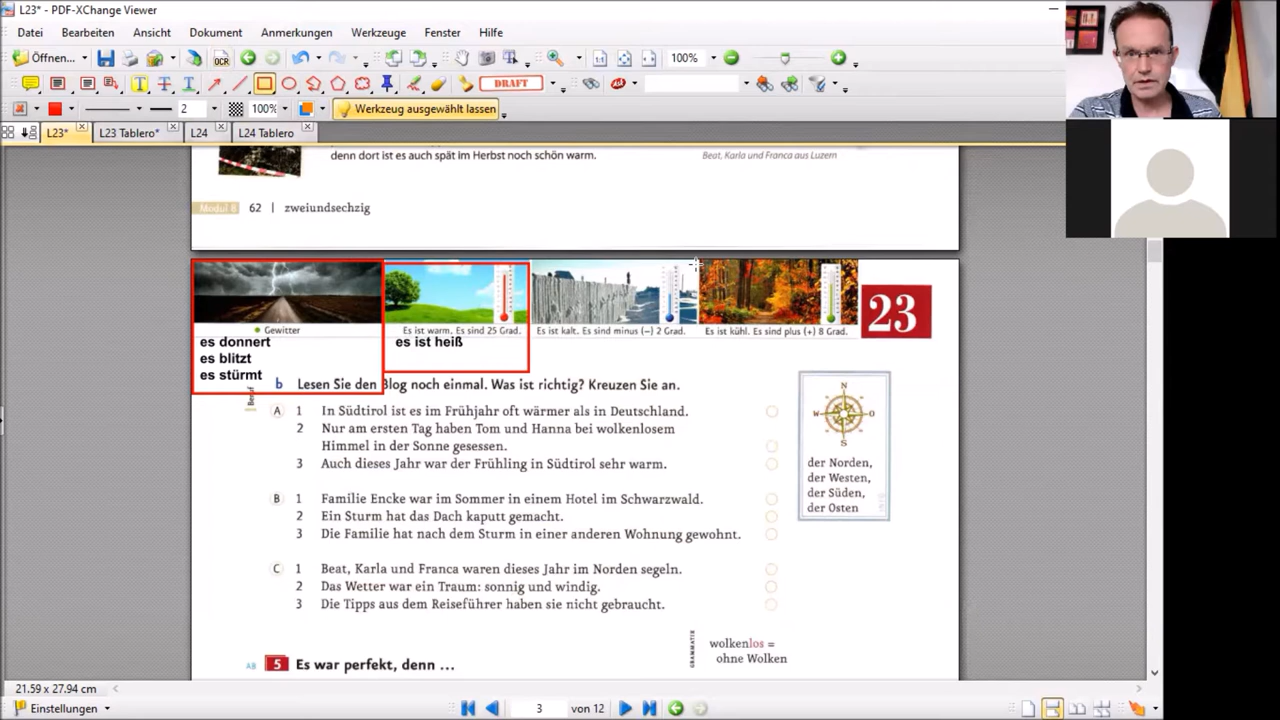 L23* - PDF-XChange Viewer
Datei Bearbeiten Ansicht Dokument Anmerkungen Werkzeuge Fenster Hilfe
Öffnen...
OCR
100%
DRAFT
2
100%
Werkzeug ausgewählt lassen
L23* L23 Tablero* L24 L24 Tablero
denn dort ist es auch spät im Herbst noch schön warm.
Beat, Karla und Franca aus Luzern
Modul 8 62 | zweiundsechzig
Gewitter
es donnert
es blitzt
es stürmt
Es ist warm. Es sind 25 Grad.
es ist heiß
Es ist kalt. Es sind minus (–) 2 Grad.
Es ist kühl. Es sind plus (+) 8 Grad.
23
Beruf
b Lesen Sie den Blog noch einmal. Was ist richtig? Kreuzen Sie an.
A 1 In Südtirol ist es im Frühjahr oft wärmer als in Deutschland.
2 Nur am ersten Tag haben Tom und Hanna bei wolkenlosem
Himmel in der Sonne gesessen.
3 Auch dieses Jahr war der Frühling in Südtirol sehr warm.
B 1 Familie Encke war im Sommer in einem Hotel im Schwarzwald.
2 Ein Sturm hat das Dach kaputt gemacht.
3 Die Familie hat nach dem Sturm in einer anderen Wohnung gewohnt.
C 1 Beat, Karla und Franca waren dieses Jahr im Norden segeln.
2 Das Wetter war ein Traum: sonnig und windig.
3 Die Tipps aus dem Reiseführer haben sie nicht gebraucht.
N
W O
S
der Norden,
der Westen,
der Süden,
der Osten
GRAMMATIK
wolkenlos =
ohne Wolken
AB 5 Es war perfekt, denn ...
21.59 x 27.94 cm
Einstellungen
3 von 12